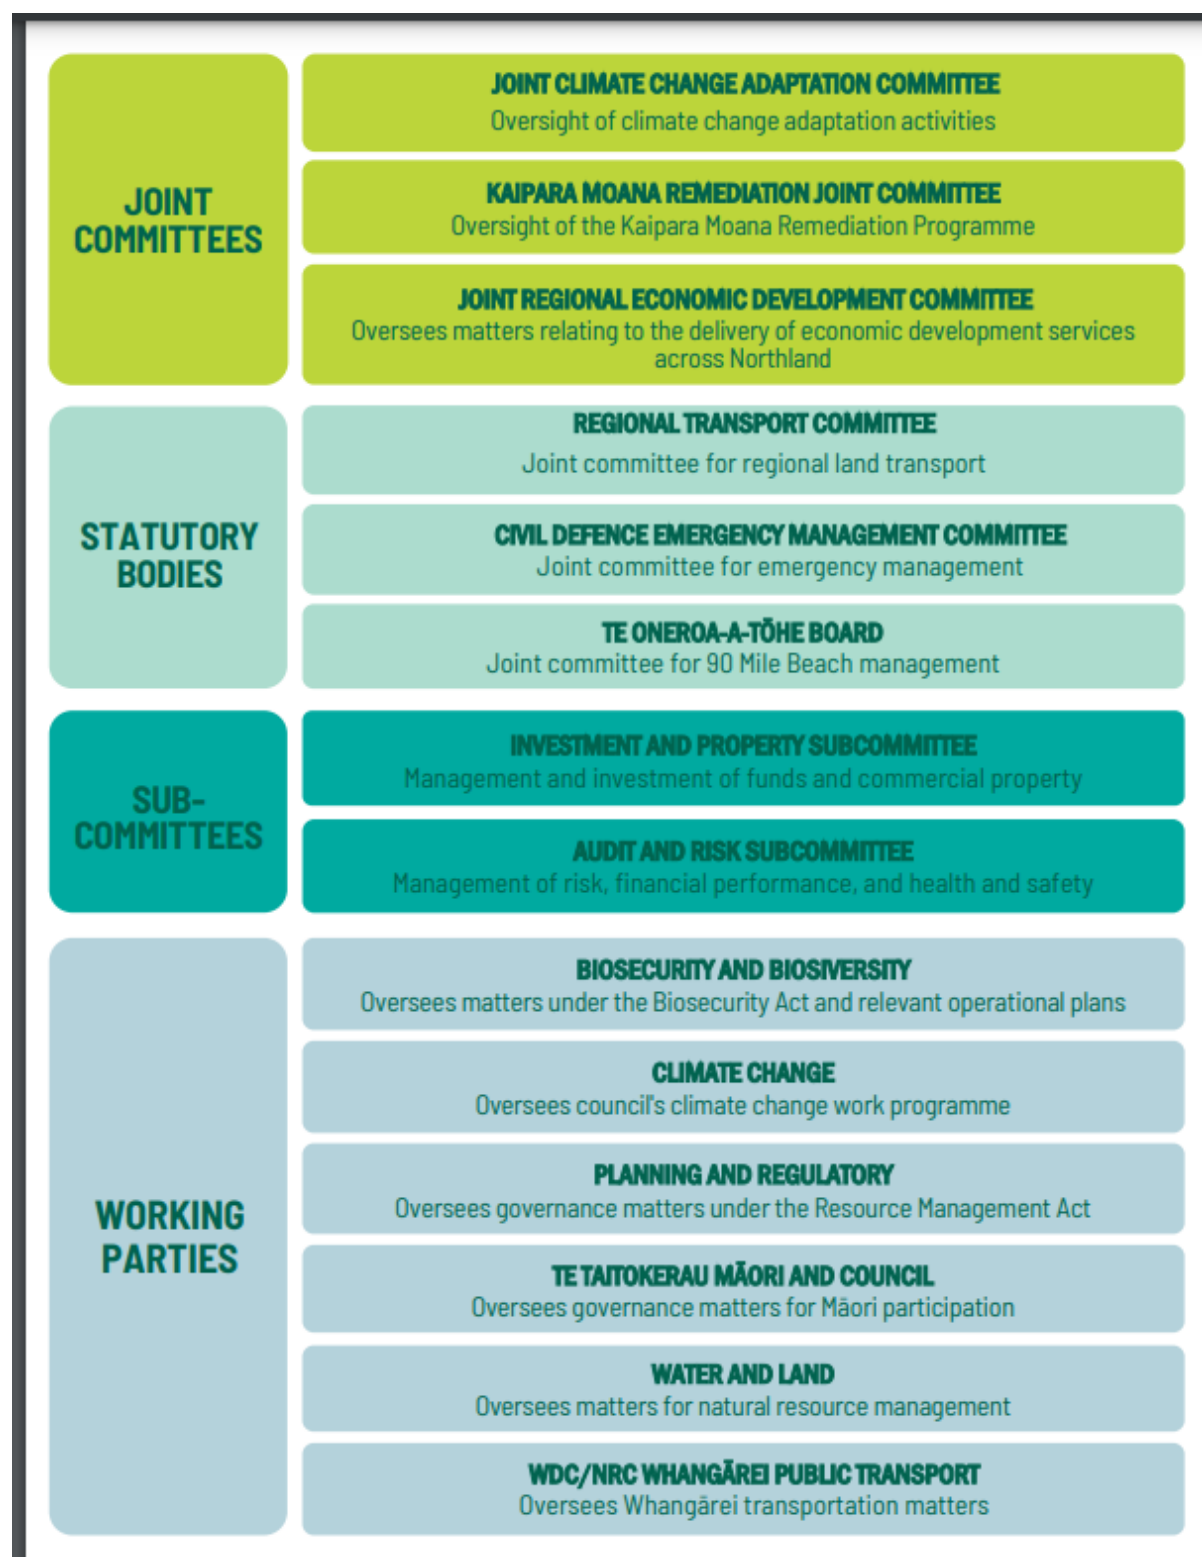 JOINT
COMMITTEES
JOINT CLIMATE CHANGE ADAPTATION COMMITTEE
Oversight of climate change adaptation activities
KAIPARA MOANA REMEDIATION JOINT COMMITTEE
Oversight of the Kaipara Moana Remediation Programme
JOINT REGIONAL ECONOMIC DEVELOPMENT COMMITTEE
Oversees matters relating to the delivery of economic development services
across Northland
STATUTORY
BODIES
REGIONAL TRANSPORT COMMITTEE
Joint committee for regional land transport
CIVIL DEFENCE EMERGENCY MANAGEMENT COMMITTEE
Joint committee for emergency management
TE ONEROA-A-TŌHE BOARD
Joint committee for 90 Mile Beach management
SUB-
COMMITTEES
INVESTMENT AND PROPERTY SUBCOMMITTEE
Management and investment of funds and commercial property
AUDIT AND RISK SUBCOMMITTEE
Management of risk, financial performance, and health and safety
WORKING
PARTIES
BIOSECURITY AND BIOSIVERSITY
Oversees matters under the Biosecurity Act and relevant operational plans
CLIMATE CHANGE
Oversees council's climate change work programme
PLANNING AND REGULATORY
Oversees governance matters under the Resource Management Act
TE TAITOKERAU MĀORI AND COUNCIL
Oversees governance matters for Māori participation
WATER AND LAND
Oversees matters for natural resource management
WDC/NRC WHANGĀREI PUBLIC TRANSPORT
Oversees Whangārei transportation matters